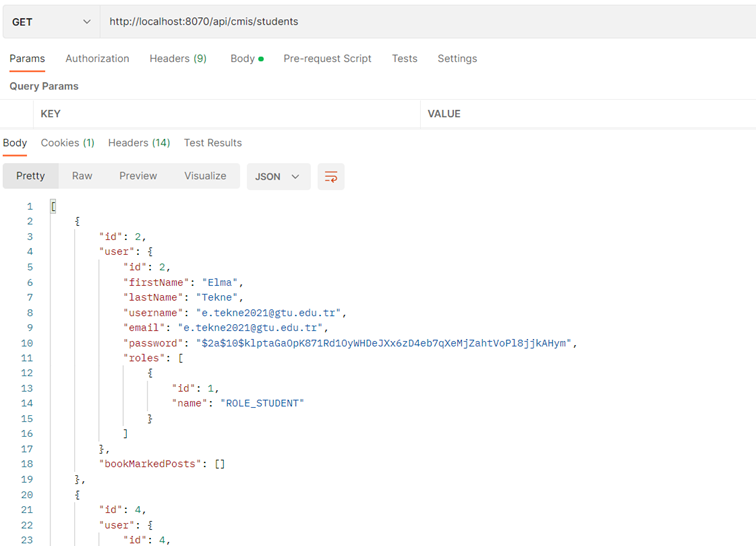 GET http://localhost:8070/api/cmis/students
Params Authorization Headers (9) Body Pre-request Script Tests Settings
Query Params
KEY VALUE
Body Cookies (1) Headers (14) Test Results
Pretty Raw Preview Visualize JSON
1 [
2 {
3 "id": 2,
4 "user": {
5 "id": 2,
6 "firstName": "Elma",
7 "lastName": "Tekne",
8 "username": "e.tekne2021@gtu.edu.tr",
9 "email": "e.tekne2021@gtu.edu.tr",
10 "password": "$2a$10$klptaGaOpK871Rd1OyWHDeJXx6zD4eb7qXeMjZahtVoPl8jjkAHym",
11 "roles": [
12 {
13 "id": 1,
14 "name": "ROLE_STUDENT"
15 }
16 ]
17 },
18 "bookMarkedPosts": []
19 },
20 {
21 "id": 4,
22 "user": {
23 "id": 4,